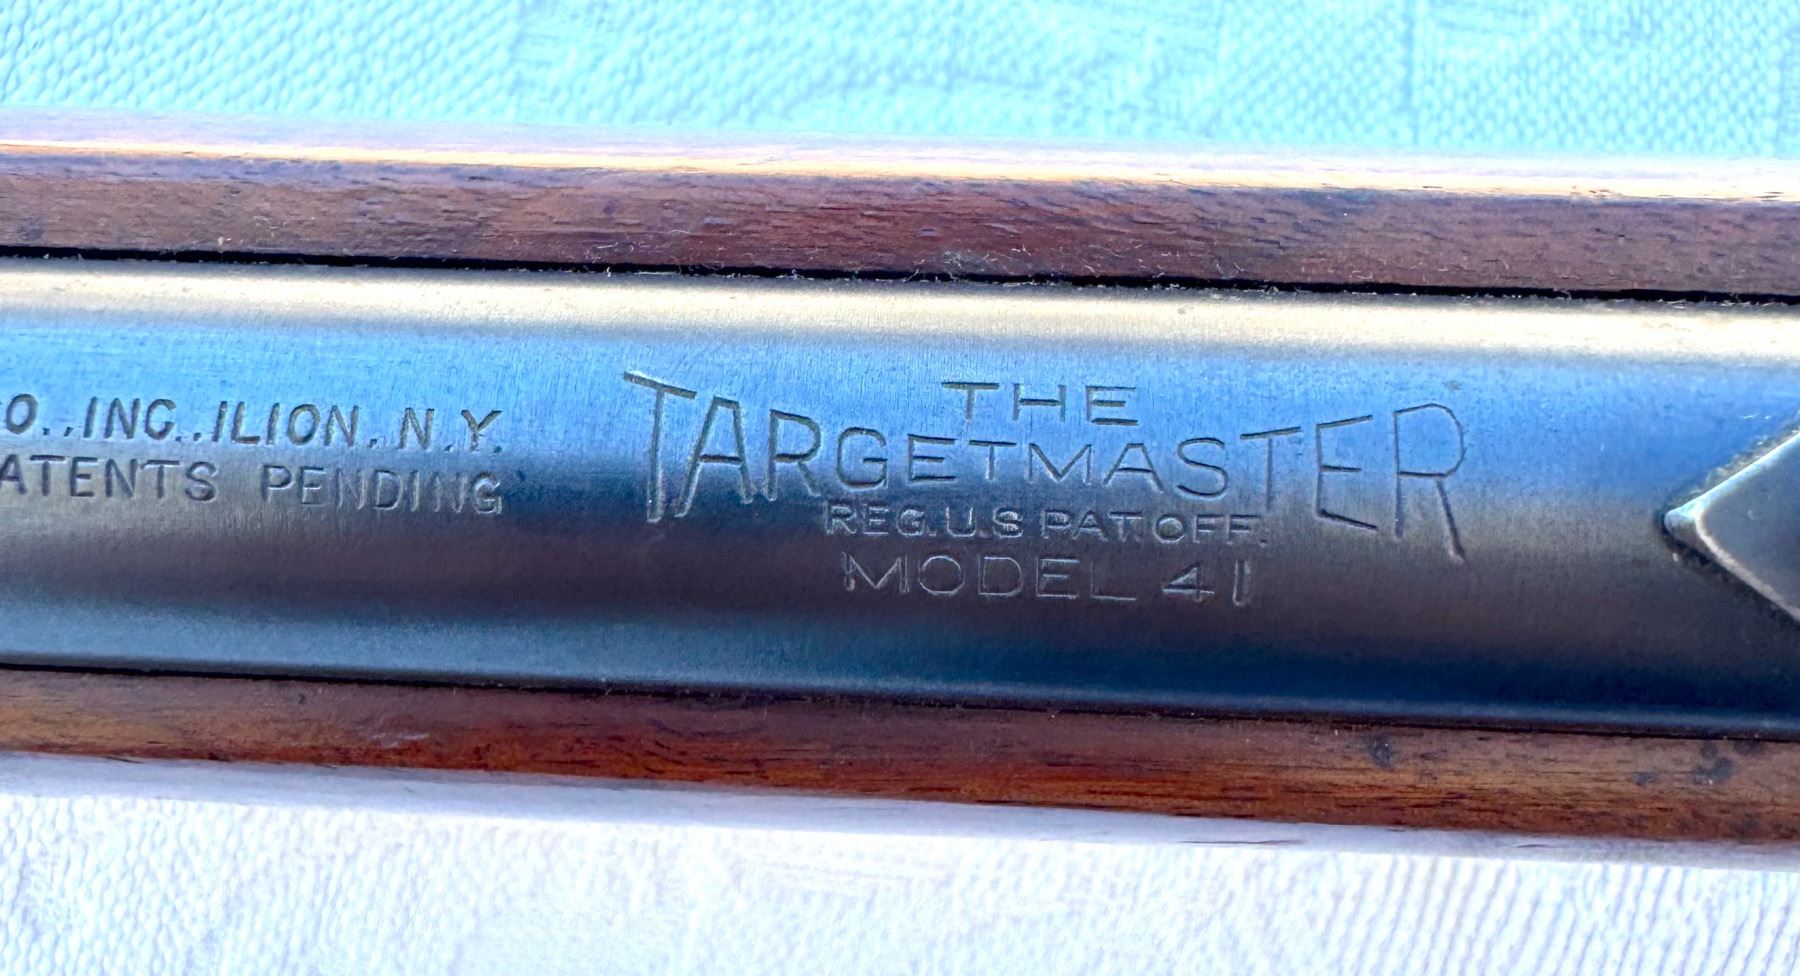 O., INC., ILION, N.Y.
ATENTS PENDING
THE
TARGETMASTER
REG.U.S PAT.OFF.
MODEL 41